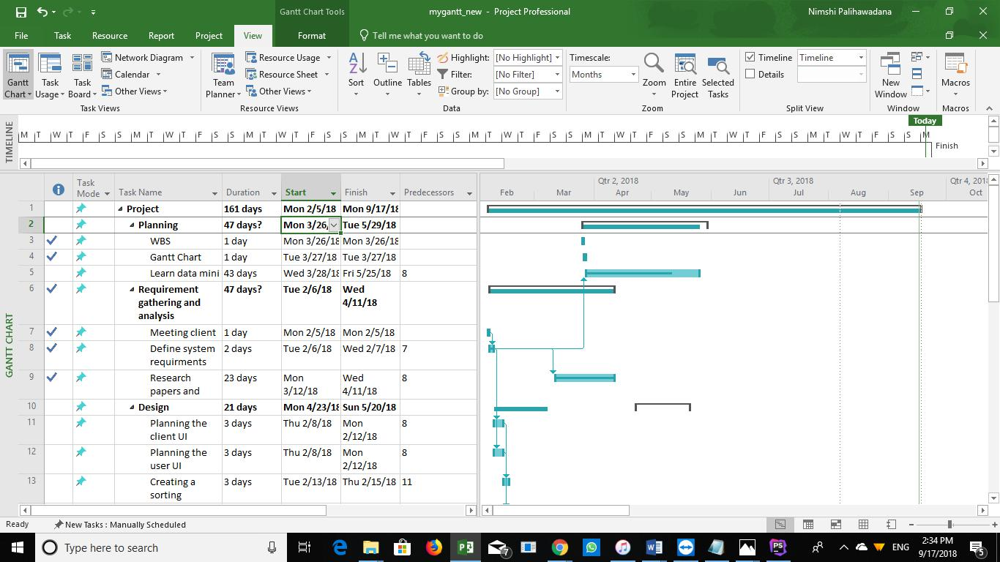 Gantt Chart Tools
mygantt_new - Project Professional
Nimshi Palihawadana
File Task Resource Report Project View Format Tell me what you want to do
Gantt Chart
Task Usage
Task Board
Network Diagram
Calendar
Other Views
Task Views
Team Planner
Resource Usage
Resource Sheet
Other Views
Resource Views
Sort
Outline
Tables
Highlight: [No Highlight]
Filter: [No Filter]
Group by: [No Group]
Data
Timescale:
Months
Zoom
Entire Project
Selected Tasks
Zoom
Timeline Timeline
Details
Split View
New Window
Window
Macros
Macros
TIMELINE
Today
M T W T F S S M T W T F S S M T W T F S S M T W T F S S M T W T F S S M T W T F S S M T W T F S S M T W T F S S M
Finish
GANTT CHART
Task Mode Task Name Duration Start Finish Predecessors
Qtr 2, 2018 Qtr 3, 2018 Qtr 4, 2018
Feb Mar Apr May Jun Jul Aug Sep Oct
1 Project 161 days Mon 2/5/18 Mon 9/17/18
2 Planning 47 days? Mon 3/26/ Tue 5/29/18
3 WBS 1 day Mon 3/26/18 Mon 3/26/18
4 Gantt Chart 1 day Tue 3/27/18 Tue 3/27/18
5 Learn data mini 43 days Wed 3/28/18 Fri 5/25/18 8
6 Requirement gathering and analysis 47 days? Tue 2/6/18 Wed 4/11/18
7 Meeting client 1 day Mon 2/5/18 Mon 2/5/18
8 Define system requirments 2 days Tue 2/6/18 Wed 2/7/18 7
9 Research papers and 23 days Mon 3/12/18 Wed 4/11/18 8
10 Design 21 days Mon 4/23/18 Sun 5/20/18
11 Planning the client UI 3 days Thu 2/8/18 Mon 2/12/18 8
12 Planning the user UI 3 days Thu 2/8/18 Mon 2/12/18 8
13 Creating a sorting 3 days Tue 2/13/18 Thu 2/15/18 11
Ready New Tasks : Manually Scheduled
Type here to search
7
ENG
2:34 PM
9/17/2018
5